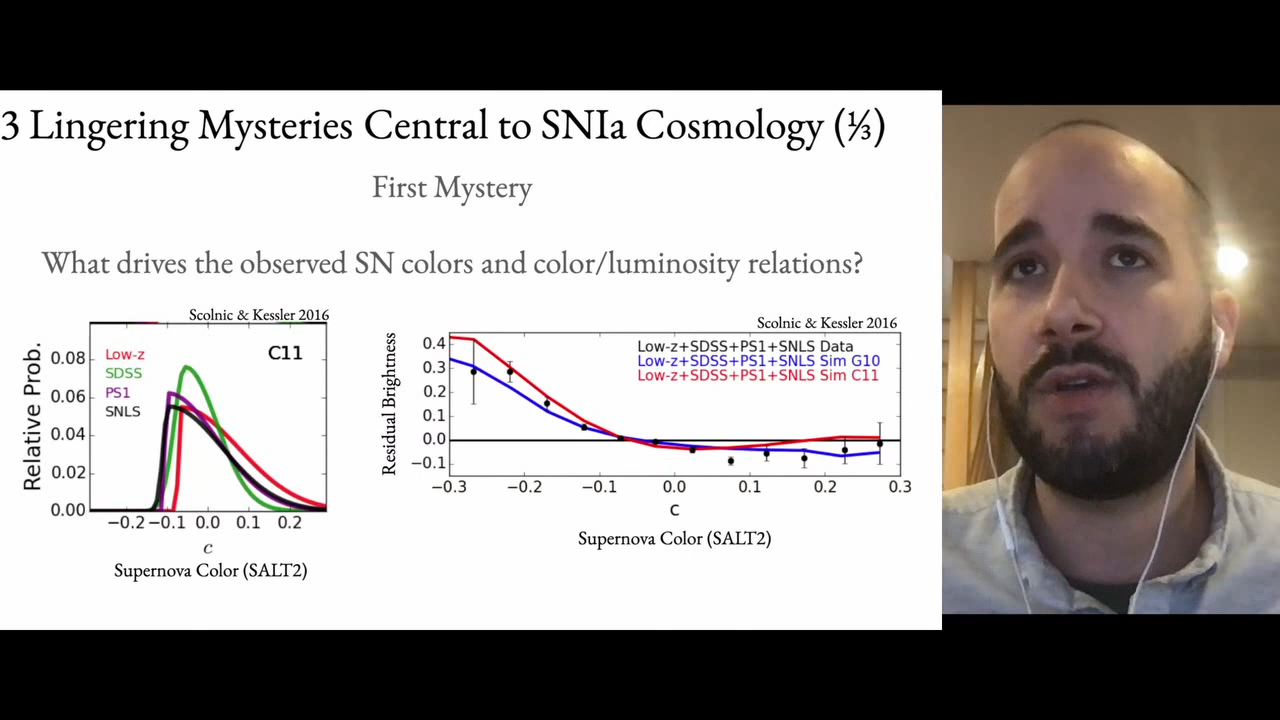 3 Lingering Mysteries Central to SNIa Cosmology (⅓)
First Mystery
What drives the observed SN colors and color/luminosity relations?
Scolnic & Kessler 2016
Relative Prob.
0.08
0.06
0.04
0.02
0.00
Low-z
SDSS
PS1
SNLS
C11
−0.2 −0.1 0.0 0.1 0.2
c
Supernova Color (SALT2)
Scolnic & Kessler 2016
Residual Brightness
0.4
0.3
0.2
0.1
0.0
−0.1
Low-z+SDSS+PS1+SNLS Data
Low-z+SDSS+PS1+SNLS Sim G10
Low-z+SDSS+PS1+SNLS Sim C11
−0.3 −0.2 −0.1 0.0 0.1 0.2 0.3
c
Supernova Color (SALT2)